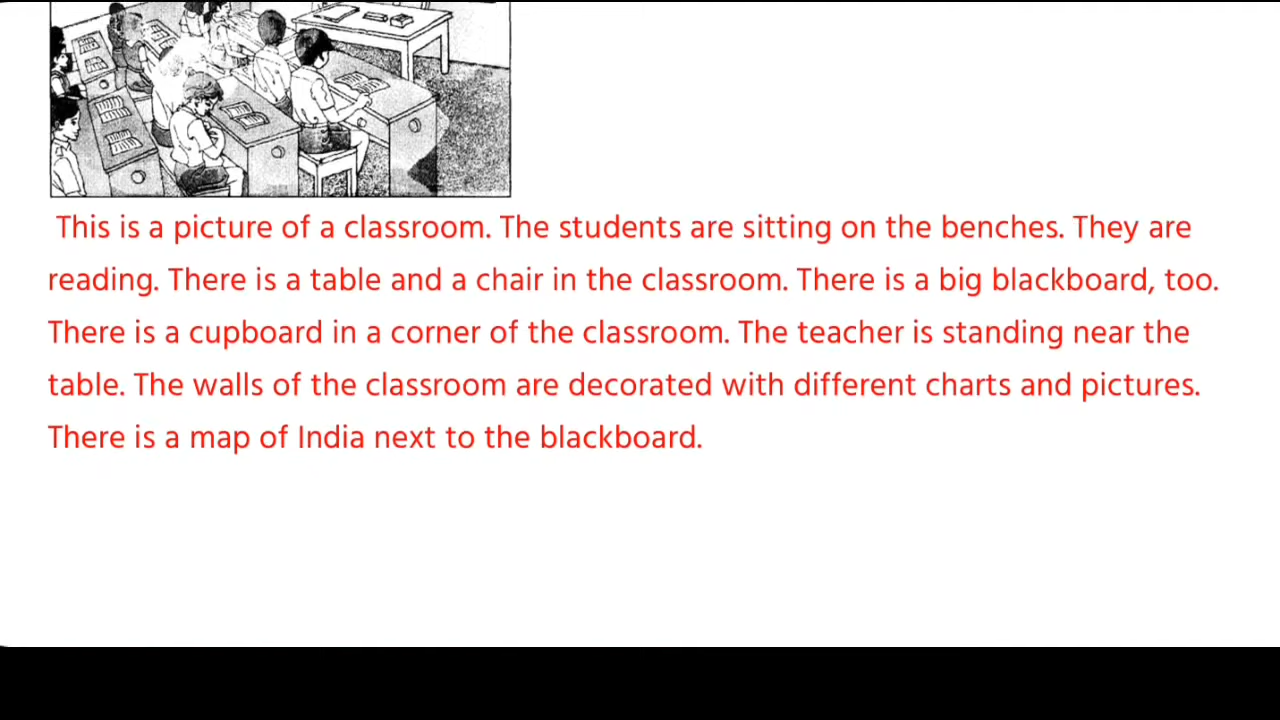 This is a picture of a classroom. The students are sitting on the benches. They are
reading. There is a table and a chair in the classroom. There is a big blackboard, too.
There is a cupboard in a corner of the classroom. The teacher is standing near the
table. The walls of the classroom are decorated with different charts and pictures.
There is a map of India next to the blackboard.